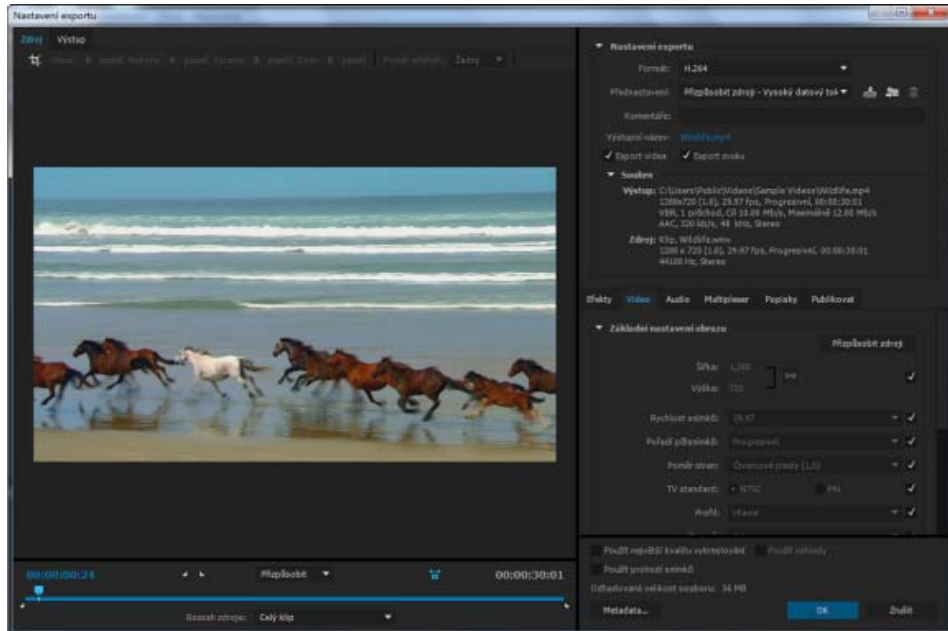 Nastavení exportu
Zdroj Výstup
Zadný
Nastavení exportu
Formát: H.264
Přednastavení: Přizpůsobit zdroji - Vysoký datový tok
Komentáře:
Výstupní název: Wildlife.mp4
Export videa Export zvuku
Souhrn
Výstup: C:\Users\Public\Videos\Sample Videos\Wildlife.mp4
1280x720 (1,0), 29.97 fps, Progresivní, 00:00:30:01
VBR, 1 průchod, Cíl 10.00 Mb/s, Maximálně 12.00 Mb/s
AAC, 320 kb/s, 48 kHz, Stereo
Zdroj: Klip, Wildlife.wmv
1280 x 720 (1,0), 29.97 fps, Progresivní, 00:00:30:01
44100 Hz, Stereo
Efekty Video Audio Multiplexer Popisky Publikovat
Základní nastavení obrazu
Přizpůsobit zdroji
Šířka: 1,280
Výška: 720
Rychlost snímků: 29.97
Pořadí půlsnímků: Progresivní
Poměr stran: Čtvercové pixely (1,0)
TV standard: NTSC PAL
Profil: Hlavní
Použít největší kvalitu vykreslování Použít náhledy
Použít prolnutí snímků
Odhadovaná velikost souboru: 36 MB
Metadata... OK Zrušit
00:00:00:24 Přizpůsobit 00:00:30:01
Rozsah zdroje: Celý klip